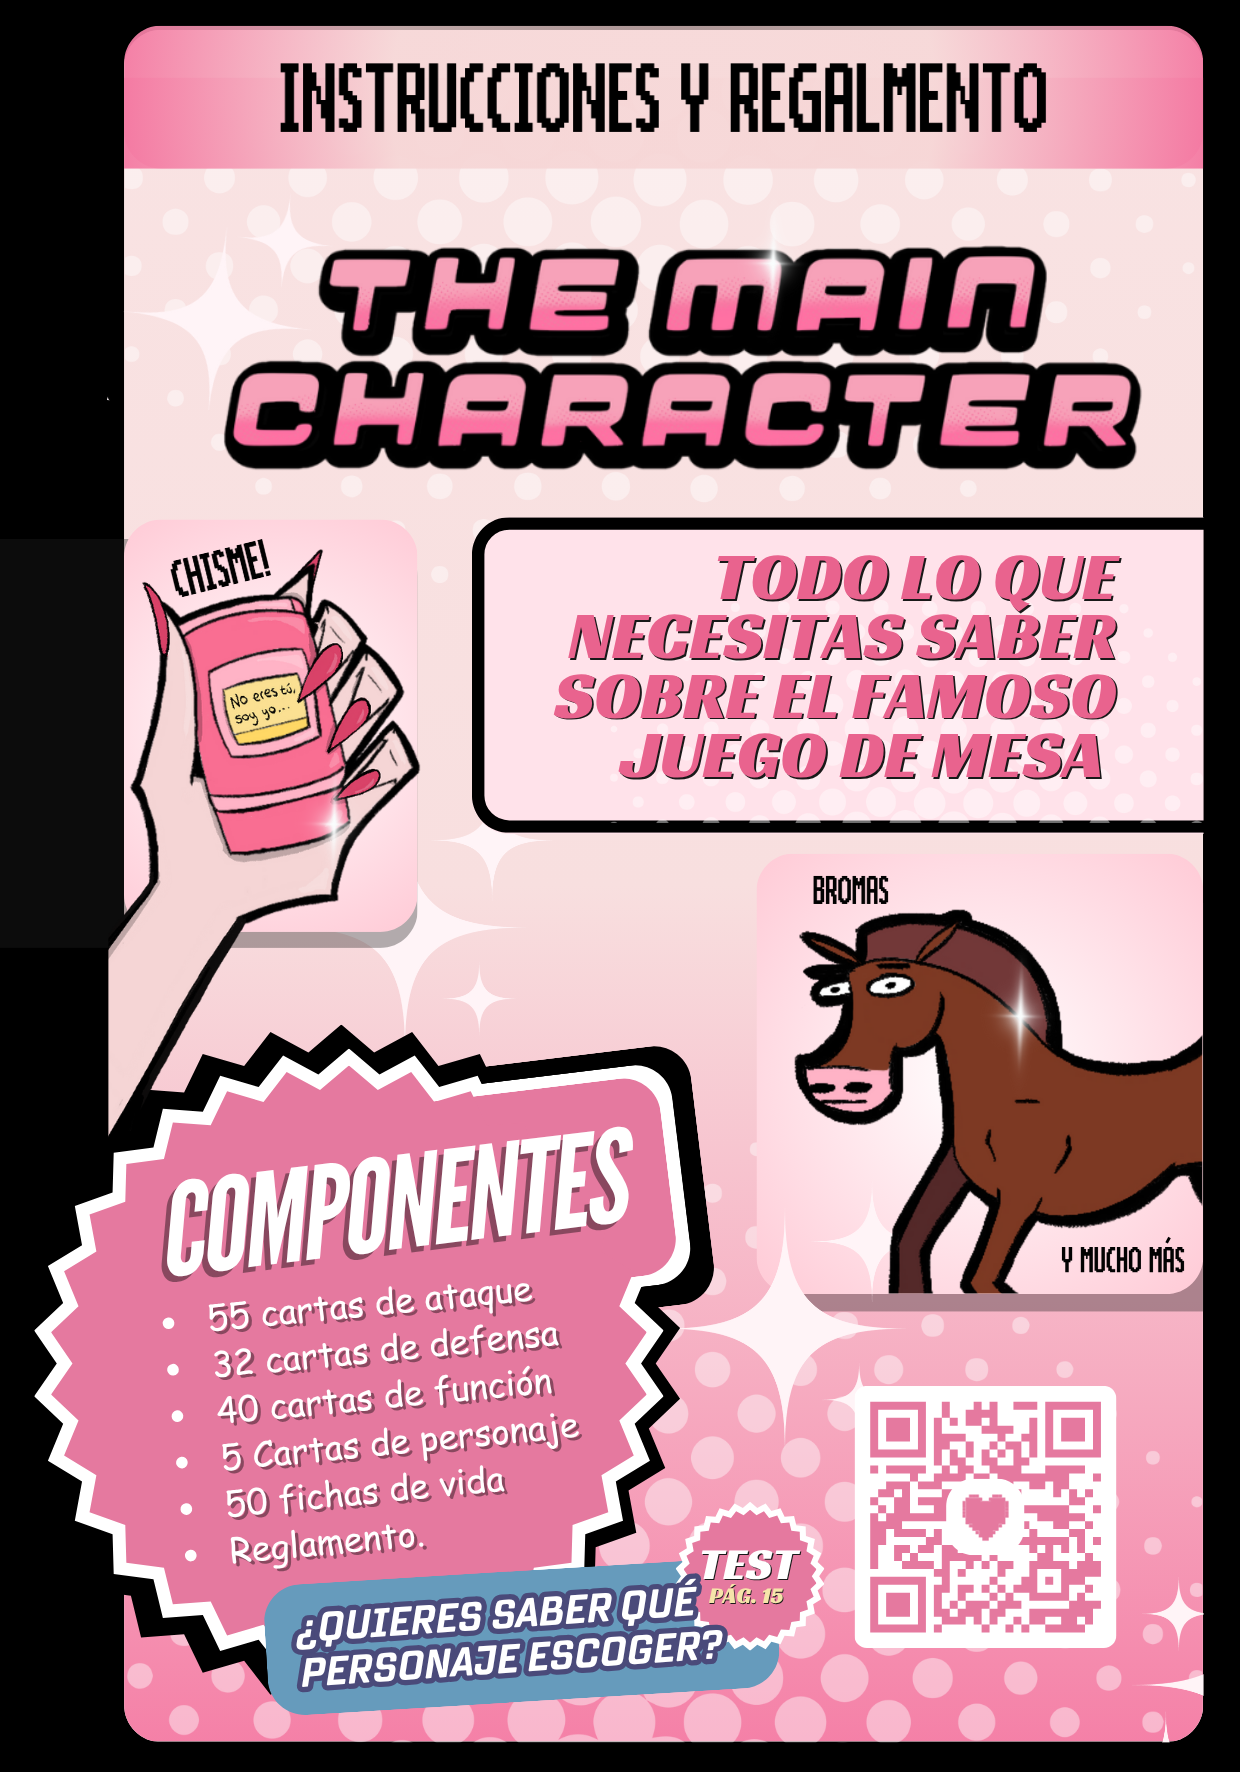 INSTRUCCIONES Y REGALMENTO
THE MAIN
CHARACTER
CHISME!
No eres tú,
soy yo...
TODO LO QUE
NECESITAS SABER
SOBRE EL FAMOSO
JUEGO DE MESA
BROMAS
Y MUCHO MÁS
COMPONENTES
• 55 cartas de ataque
• 32 cartas de defensa
• 40 cartas de función
• 5 Cartas de personaje
• 50 fichas de vida
• Reglamento.
TEST
PÁG. 15
¿QUIERES SABER QUÉ
PERSONAJE ESCOGER?